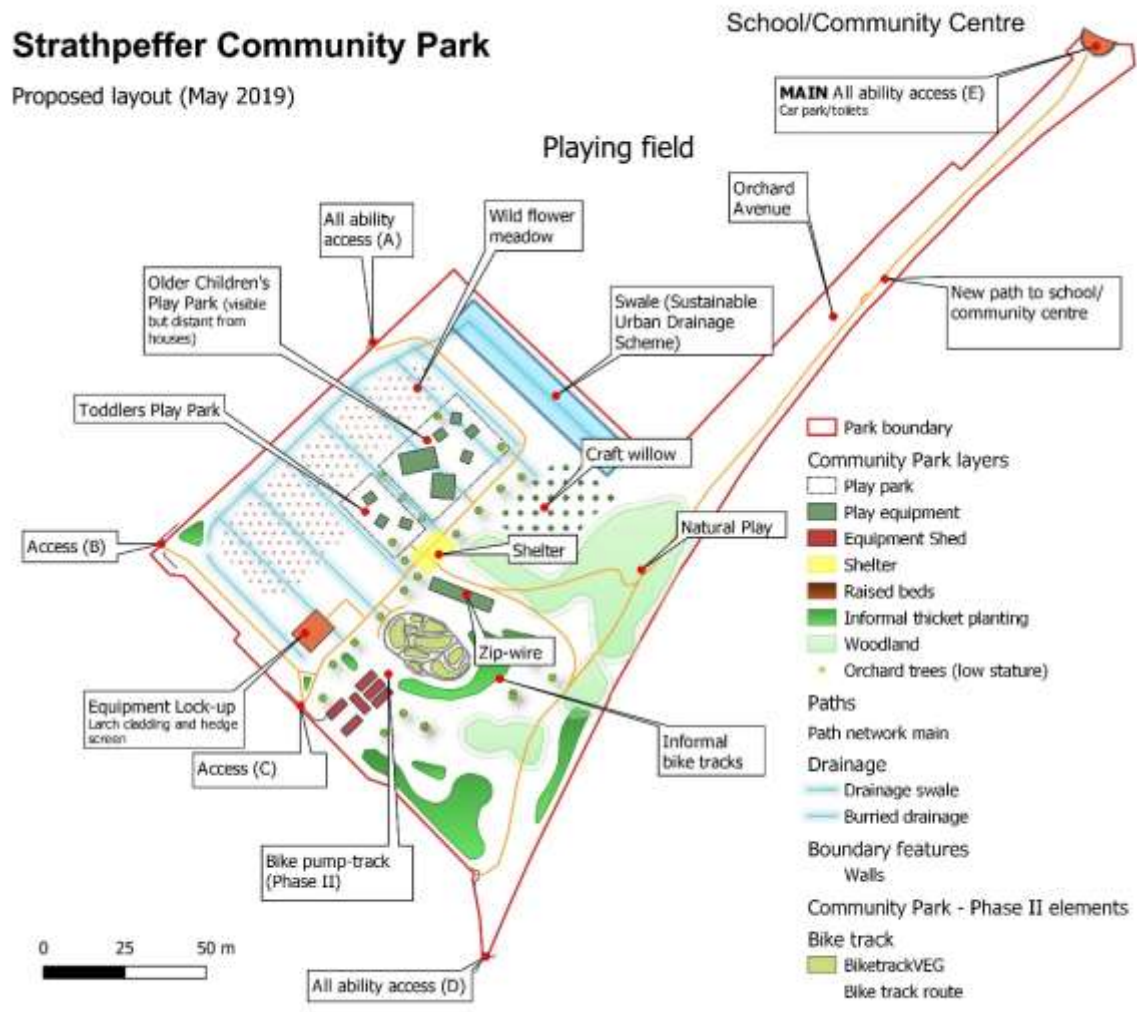 Strathpeffer Community Park
Proposed layout (May 2019)
School/Community Centre
MAIN All ability access (E)
Car park/toilets
Playing field
Orchard
Avenue
All ability
access (A)
Wild flower
meadow
Older Children's
Play Park (visible
but distant from
houses)
Swale (Sustainable
Urban Drainage
Scheme)
New path to school/
community centre
Toddlers Play Park
Craft willow
Natural Play
Access (B)
Shelter
Zip-wire
Equipment Lock-up
Larch cladding and hedge
screen
Access (C)
Informal
bike tracks
Bike pump-track
(Phase II)
All ability access (D)
0 25 50 m
Park boundary
Community Park layers
Play park
Play equipment
Equipment Shed
Shelter
Raised beds
Informal thicket planting
Woodland
Orchard trees (low stature)
Paths
Path network main
Drainage
Drainage swale
Burried drainage
Boundary features
Walls
Community Park - Phase II elements
Bike track
BiketrackVEG
Bike track route